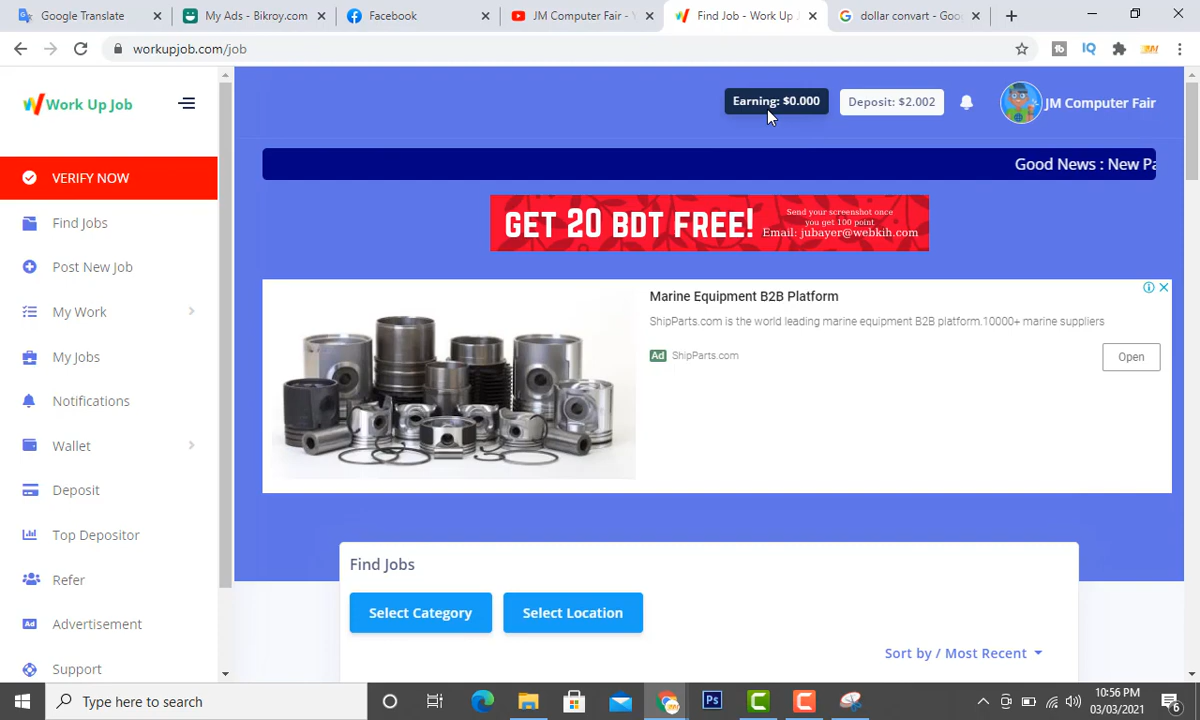 Google Translate
My Ads - Bikroy.com
Facebook
JM Computer Fair - Y
Find Job - Work Up Jo
dollar convart - Goo
workupjob.com/job
Work Up Job
Earning: $0.000
Deposit: $2.002
JM Computer Fair
Good News : New Pa
VERIFY NOW
GET 20 BDT FREE!
Send your screenshot once
you get 100 point
Email: jubayer@webkih.com
Find Jobs
Post New Job
My Work
My Jobs
Notifications
Wallet
Deposit
Top Depositor
Refer
Advertisement
Support
Marine Equipment B2B Platform
ShipParts.com is the world leading marine equipment B2B platform.10000+ marine suppliers
Ad ShipParts.com
Open
Find Jobs
Select Category
Select Location
Sort by / Most Recent
Type here to search
Ps
10:56 PM
03/03/2021
6